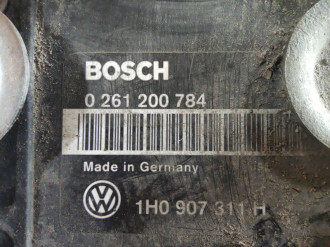 BOSCH
0 261 200 784
Made in Germany
1H0 907 311 H